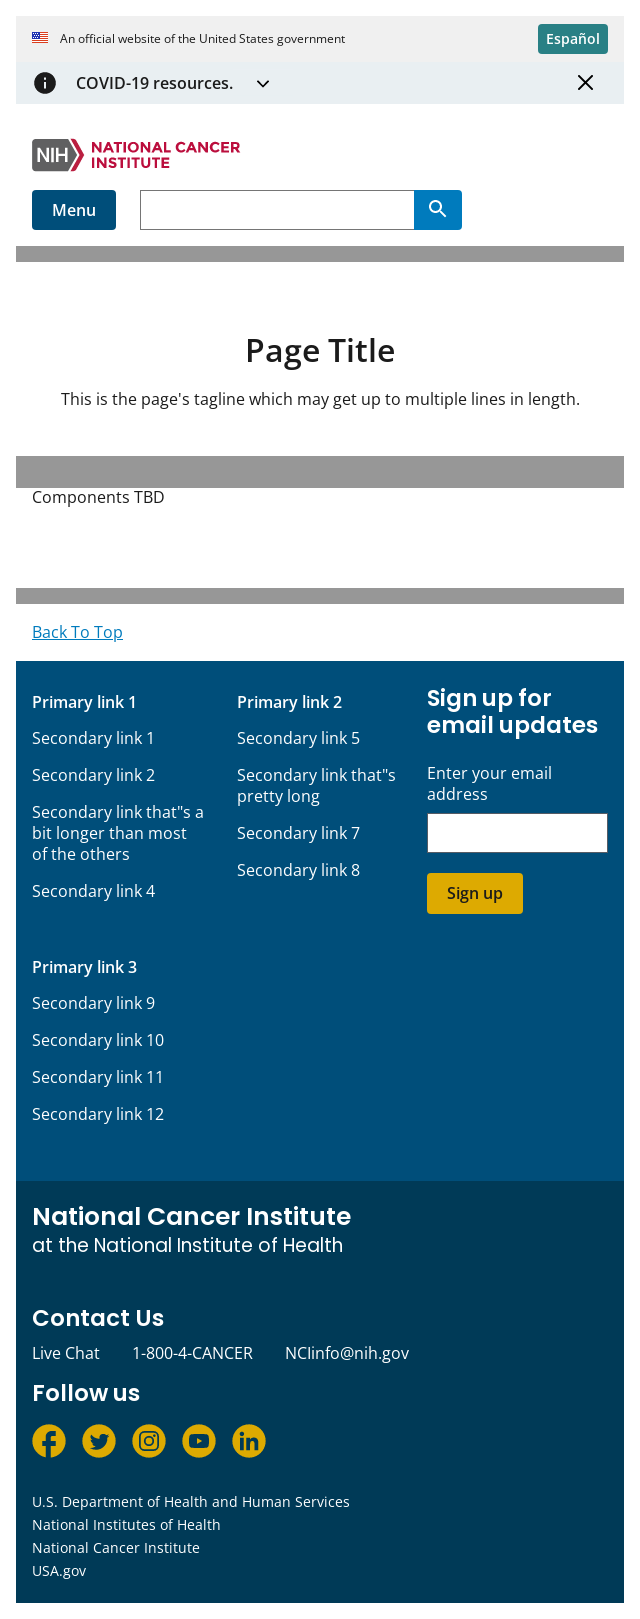 An official website of the United States government
Español
COVID-19 resources.
NIH NATIONAL CANCER
INSTITUTE
Menu
Page Title
This is the page's tagline which may get up to multiple lines in length.
Components TBD
Back To Top
Primary link 1
Secondary link 1
Secondary link 2
Secondary link that"s a
bit longer than most
of the others
Secondary link 4
Primary link 2
Secondary link 5
Secondary link that"s
pretty long
Secondary link 7
Secondary link 8
Primary link 3
Secondary link 9
Secondary link 10
Secondary link 11
Secondary link 12
Sign up for
email updates
Enter your email
address
Sign up
National Cancer Institute
at the National Institute of Health
Contact Us
Live Chat 1-800-4-CANCER NCIinfo@nih.gov
Follow us
U.S. Department of Health and Human Services
National Institutes of Health
National Cancer Institute
USA.gov